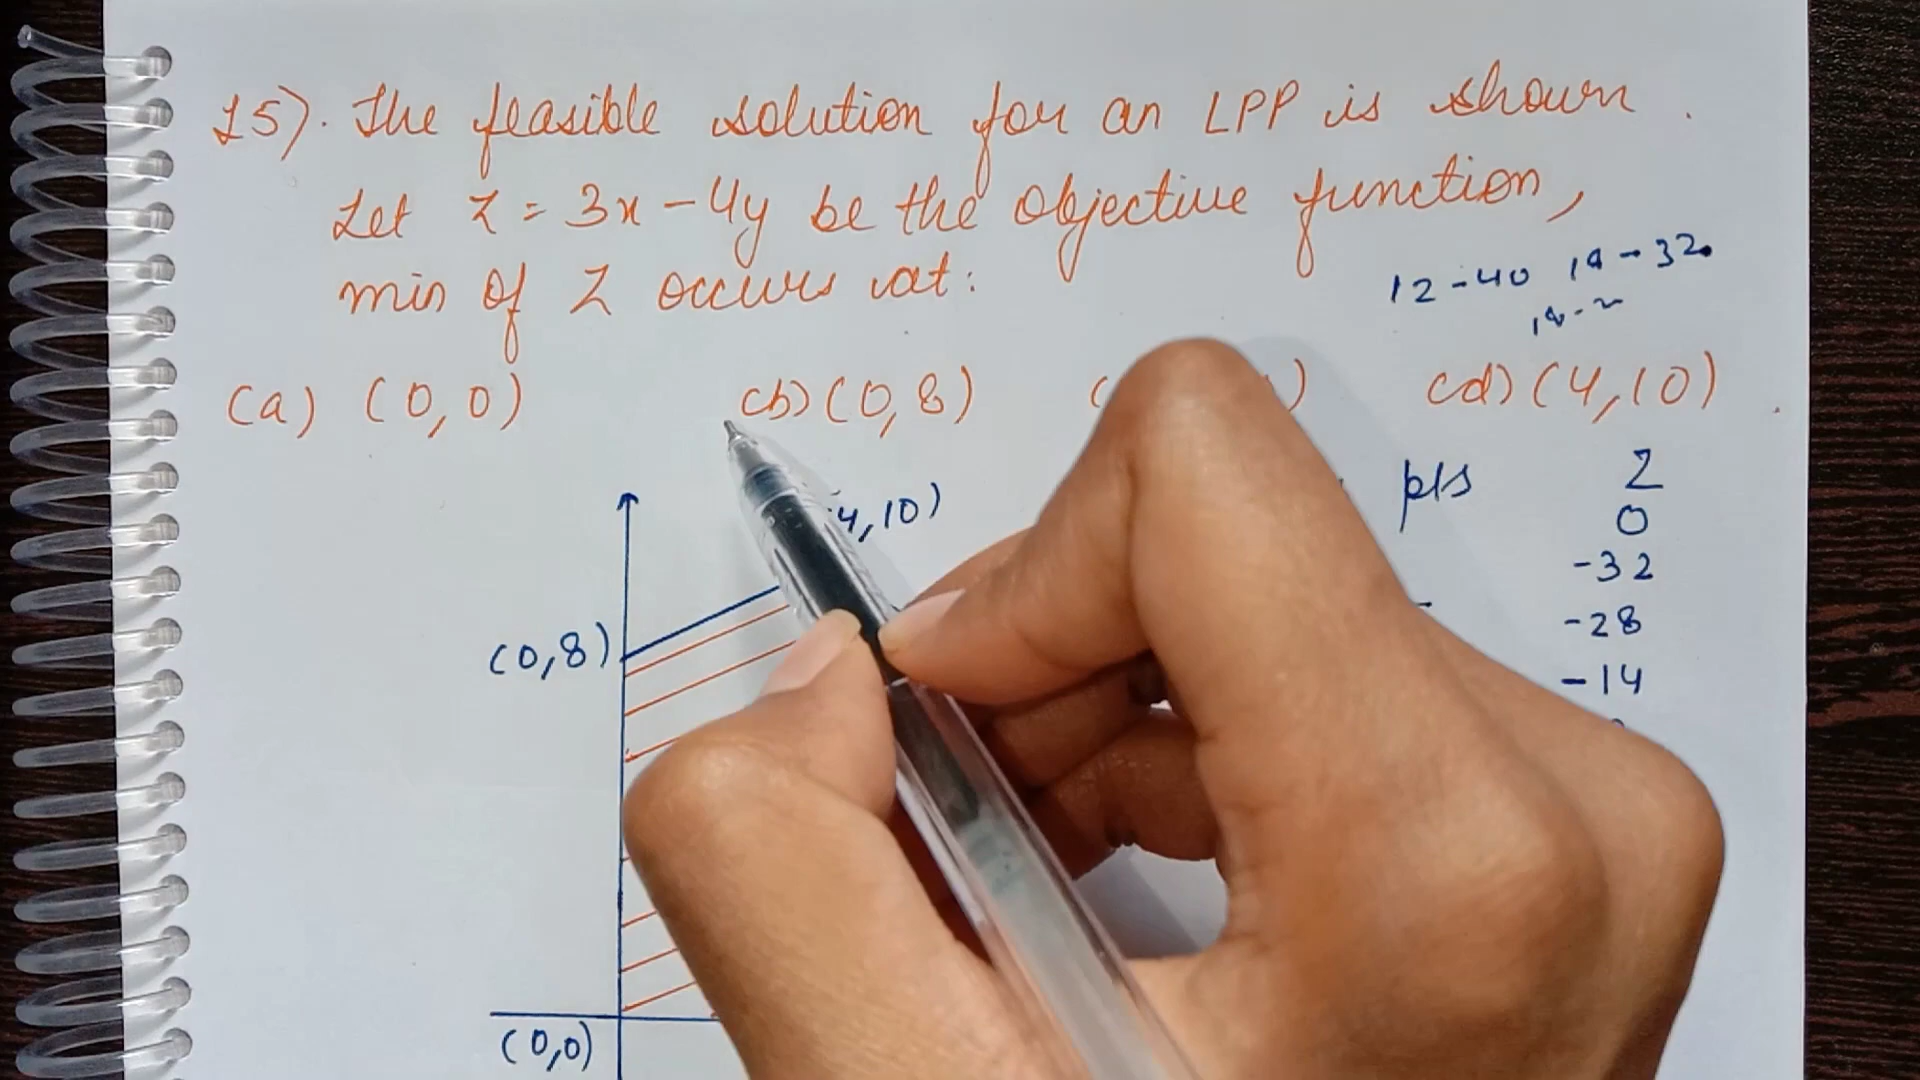 15). The feasible solution for an LPP is shown.
Let Z = 3x - 4y be the objective function,
min of Z occurs at:
12-40 18-32
18-
(a) (0,0) (b) (0,8) ( ) (d) (4,10).
pts Z
0
-32
-28
-14
(4,10)
(0,8)
(0,0)